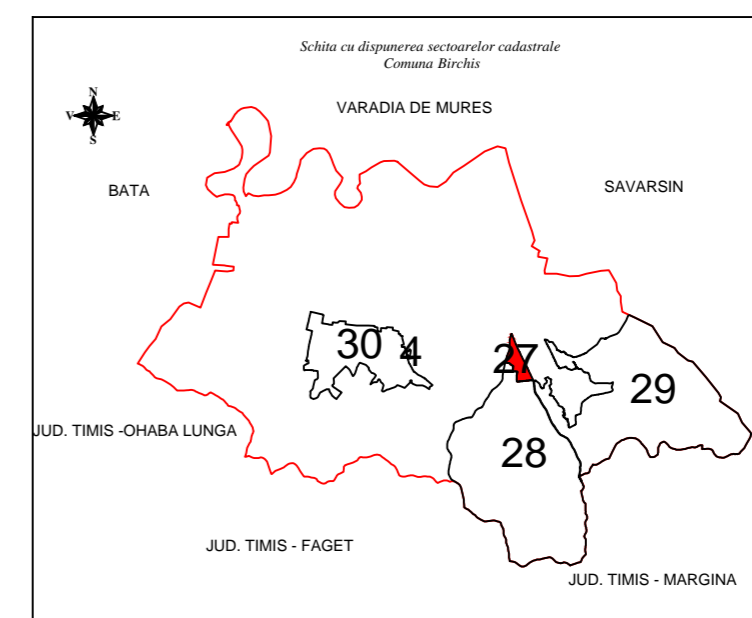 Schita cu dispunerea sectoarelor cadastrale
Comuna Birchis
N
V E
S
VARADIA DE MURES
BATA
SAVARSIN
30
4
27
29
28
JUD. TIMIS -OHABA LUNGA
JUD. TIMIS - FAGET
JUD. TIMIS - MARGINA